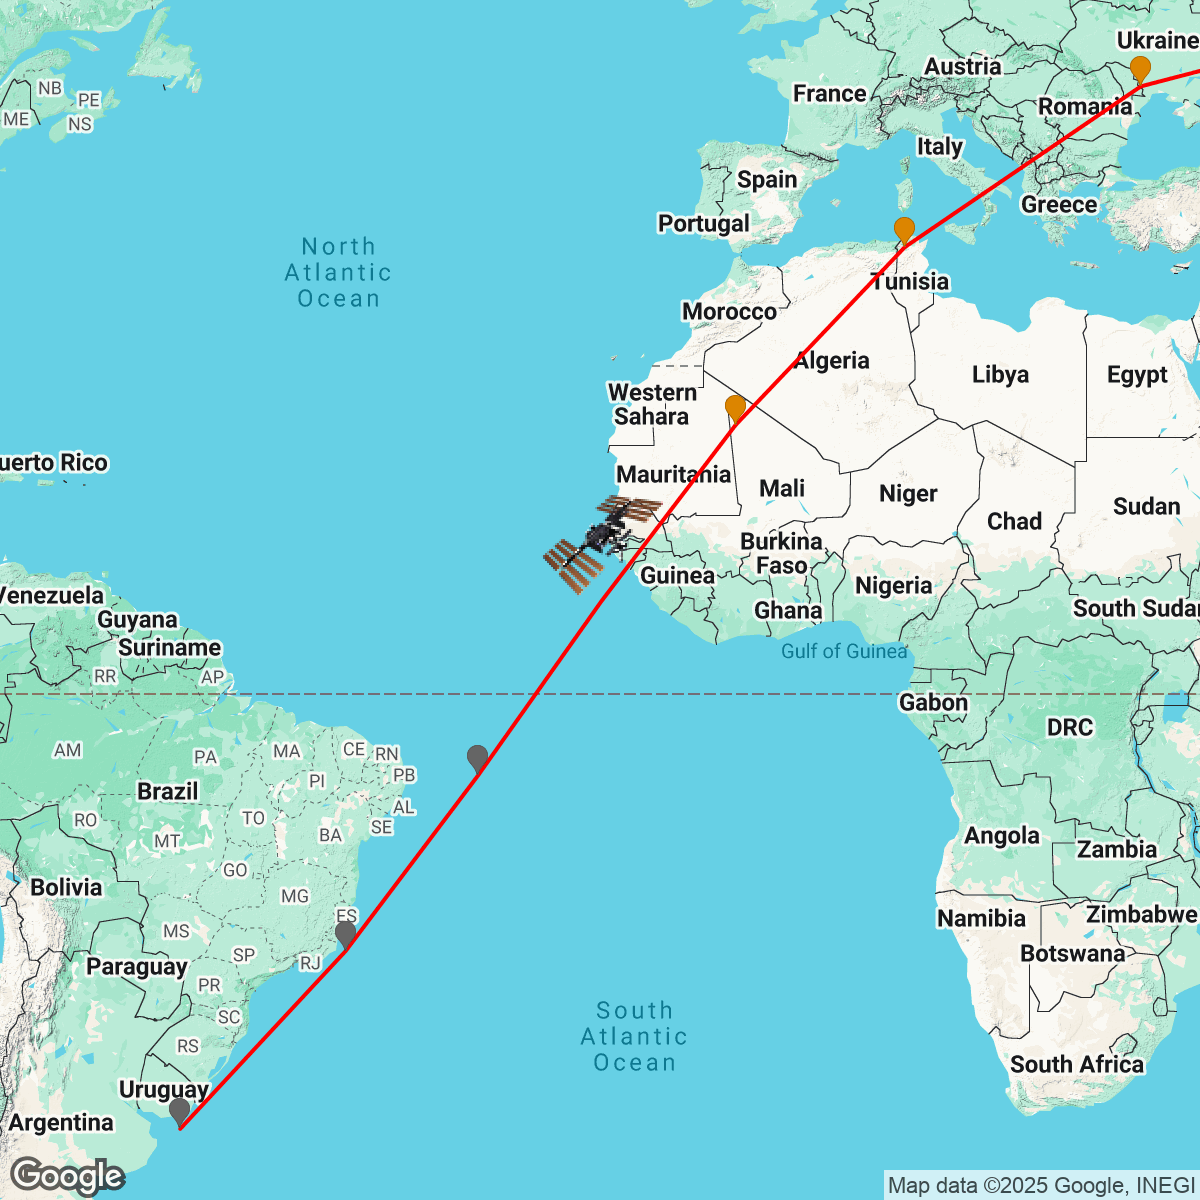 Ukraine
Austria
France
Romania
NB
PE
ME
NS
Italy
Spain
Greece
Portugal
North
Atlantic
Ocean
Tunisia
Morocco
Algeria
Libya
Egypt
Western
Sahara
uerto Rico
Mauritania
Mali
Niger
Chad
Sudan
Burkina
Faso
Guinea
Nigeria
Venezuela
Ghana
South Sudan
Guyana
Suriname
Gulf of Guinea
RR
AP
Gabon
DRC
AM
PA
MA
CE
RN
PI
PB
Brazil
AL
TO
RO
SE
BA
MT
Angola
Zambia
GO
Bolivia
MG
ES
Namibia
Zimbabwe
MS
SP
RJ
Botswana
Paraguay
PR
South
Atlantic
Ocean
SC
RS
Uruguay
South Africa
Argentina
Google
Map data ©2025 Google, INEGI